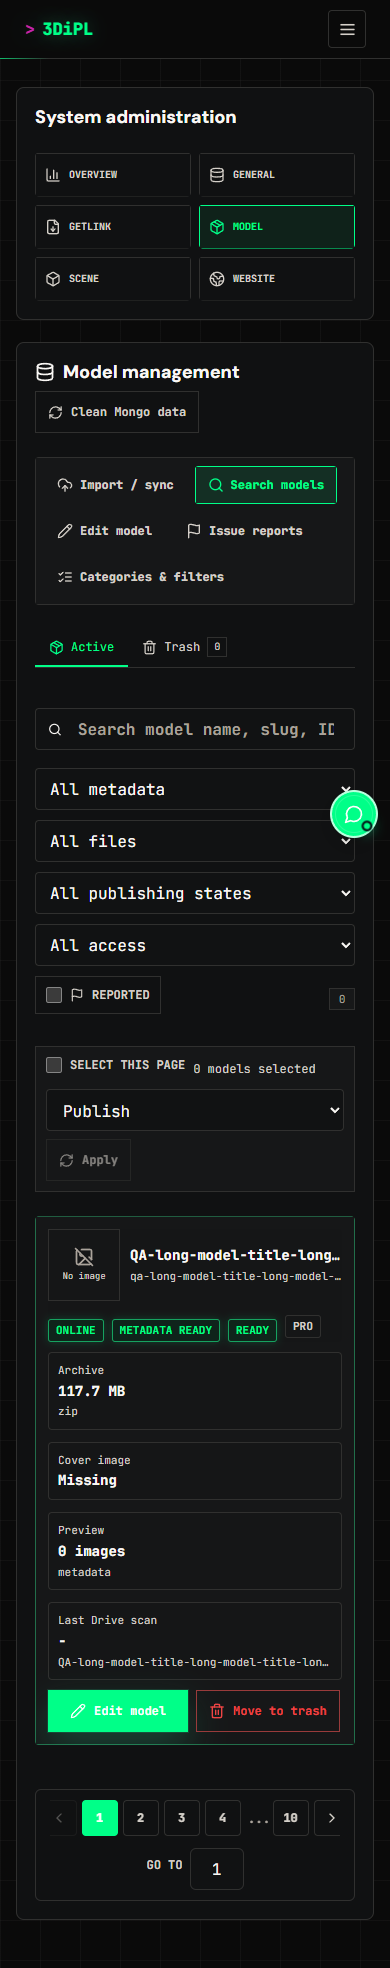 > 3DiPL
System administration
OVERVIEW
GENERAL
GETLINK
MODEL
SCENE
WEBSITE
Model management
Clean Mongo data
Import / sync
Search models
Edit model
Issue reports
Categories & filters
Active
Trash 0
Search model name, slug, ID
All metadata
All files
All publishing states
All access
REPORTED
0
SELECT THIS PAGE 0 models selected
Publish
Apply
No image
QA-long-model-title-long…
qa-long-model-title-long-model-…
ONLINE
METADATA READY
READY
PRO
Archive
117.7 MB
zip
Cover image
Missing
Preview
0 images
metadata
Last Drive scan
-
QA-long-model-title-long-model-title-lon…
Edit model
Move to trash
1 2 3 4 ... 10
GO TO 1